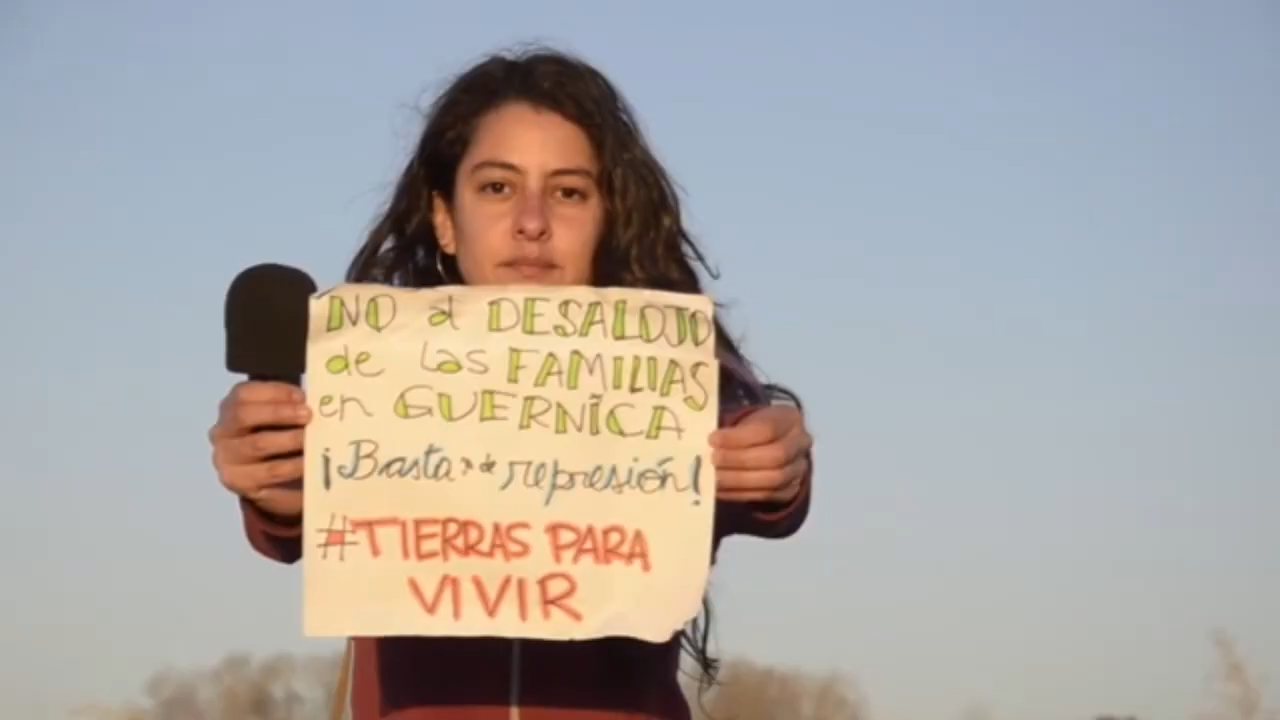 NO al DESALOJO
de las FAMILIAS
en GUERNICA
¡Basta de represión!
#TIERRAS PARA
VIVIR